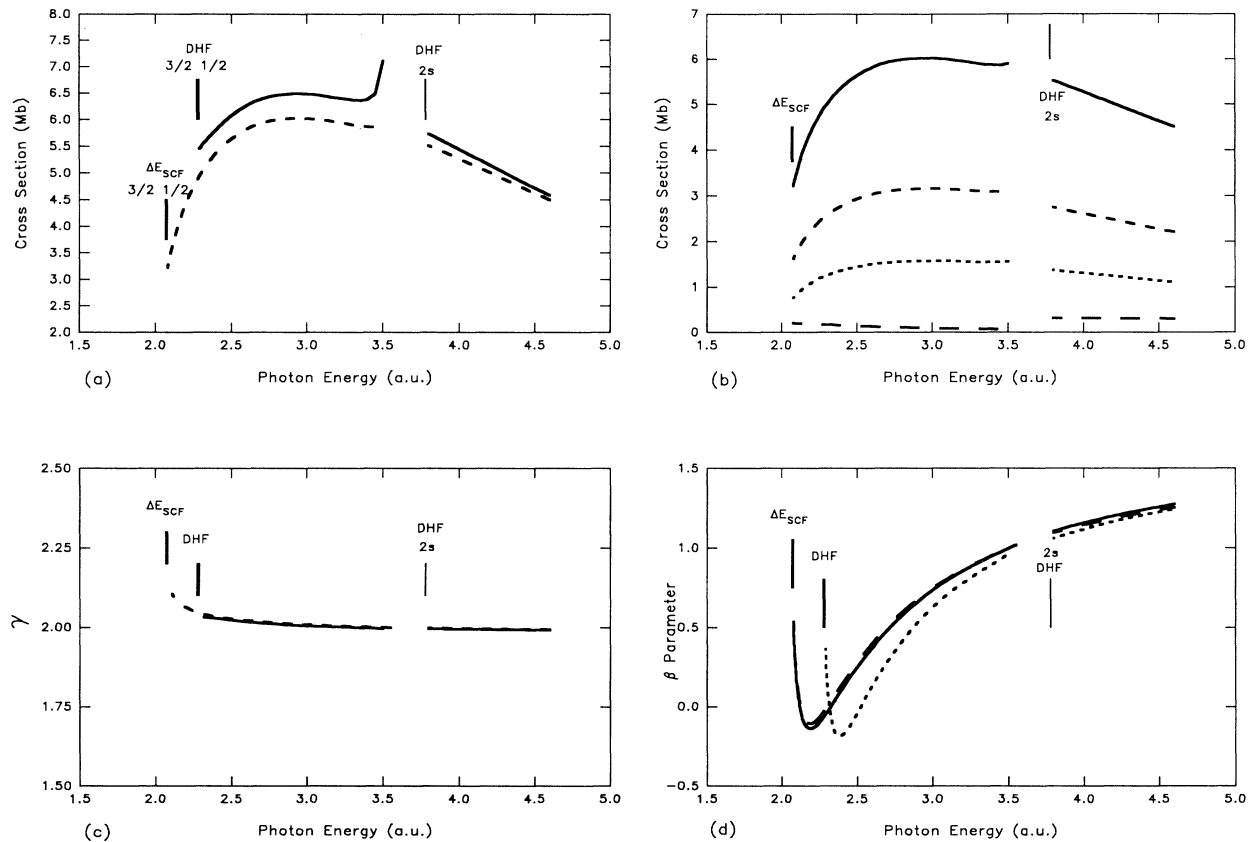 8.0
7.5
7.0
6.5
6.0
5.5
5.0
4.5
4.0
3.5
3.0
2.5
2.0
Cross Section (Mb)
DHF
3/2 1/2
ΔE_SCF
3/2 1/2
DHF
2s
1.5 2.0 2.5 3.0 3.5 4.0 4.5 5.0
Photon Energy (a.u.)
(a)
7
6
5
4
3
2
1
0
Cross Section (Mb)
ΔE_SCF
DHF
2s
1.5 2.0 2.5 3.0 3.5 4.0 4.5 5.0
Photon Energy (a.u.)
(b)
2.50
2.25
2.00
1.75
1.50
γ
ΔE_SCF
DHF
DHF
2s
1.5 2.0 2.5 3.0 3.5 4.0 4.5 5.0
Photon Energy (a.u.)
(c)
1.5
1.0
0.5
0.0
−0.5
β Parameter
ΔE_SCF
DHF
2s
DHF
1.5 2.0 2.5 3.0 3.5 4.0 4.5 5.0
Photon Energy (a.u.)
(d)